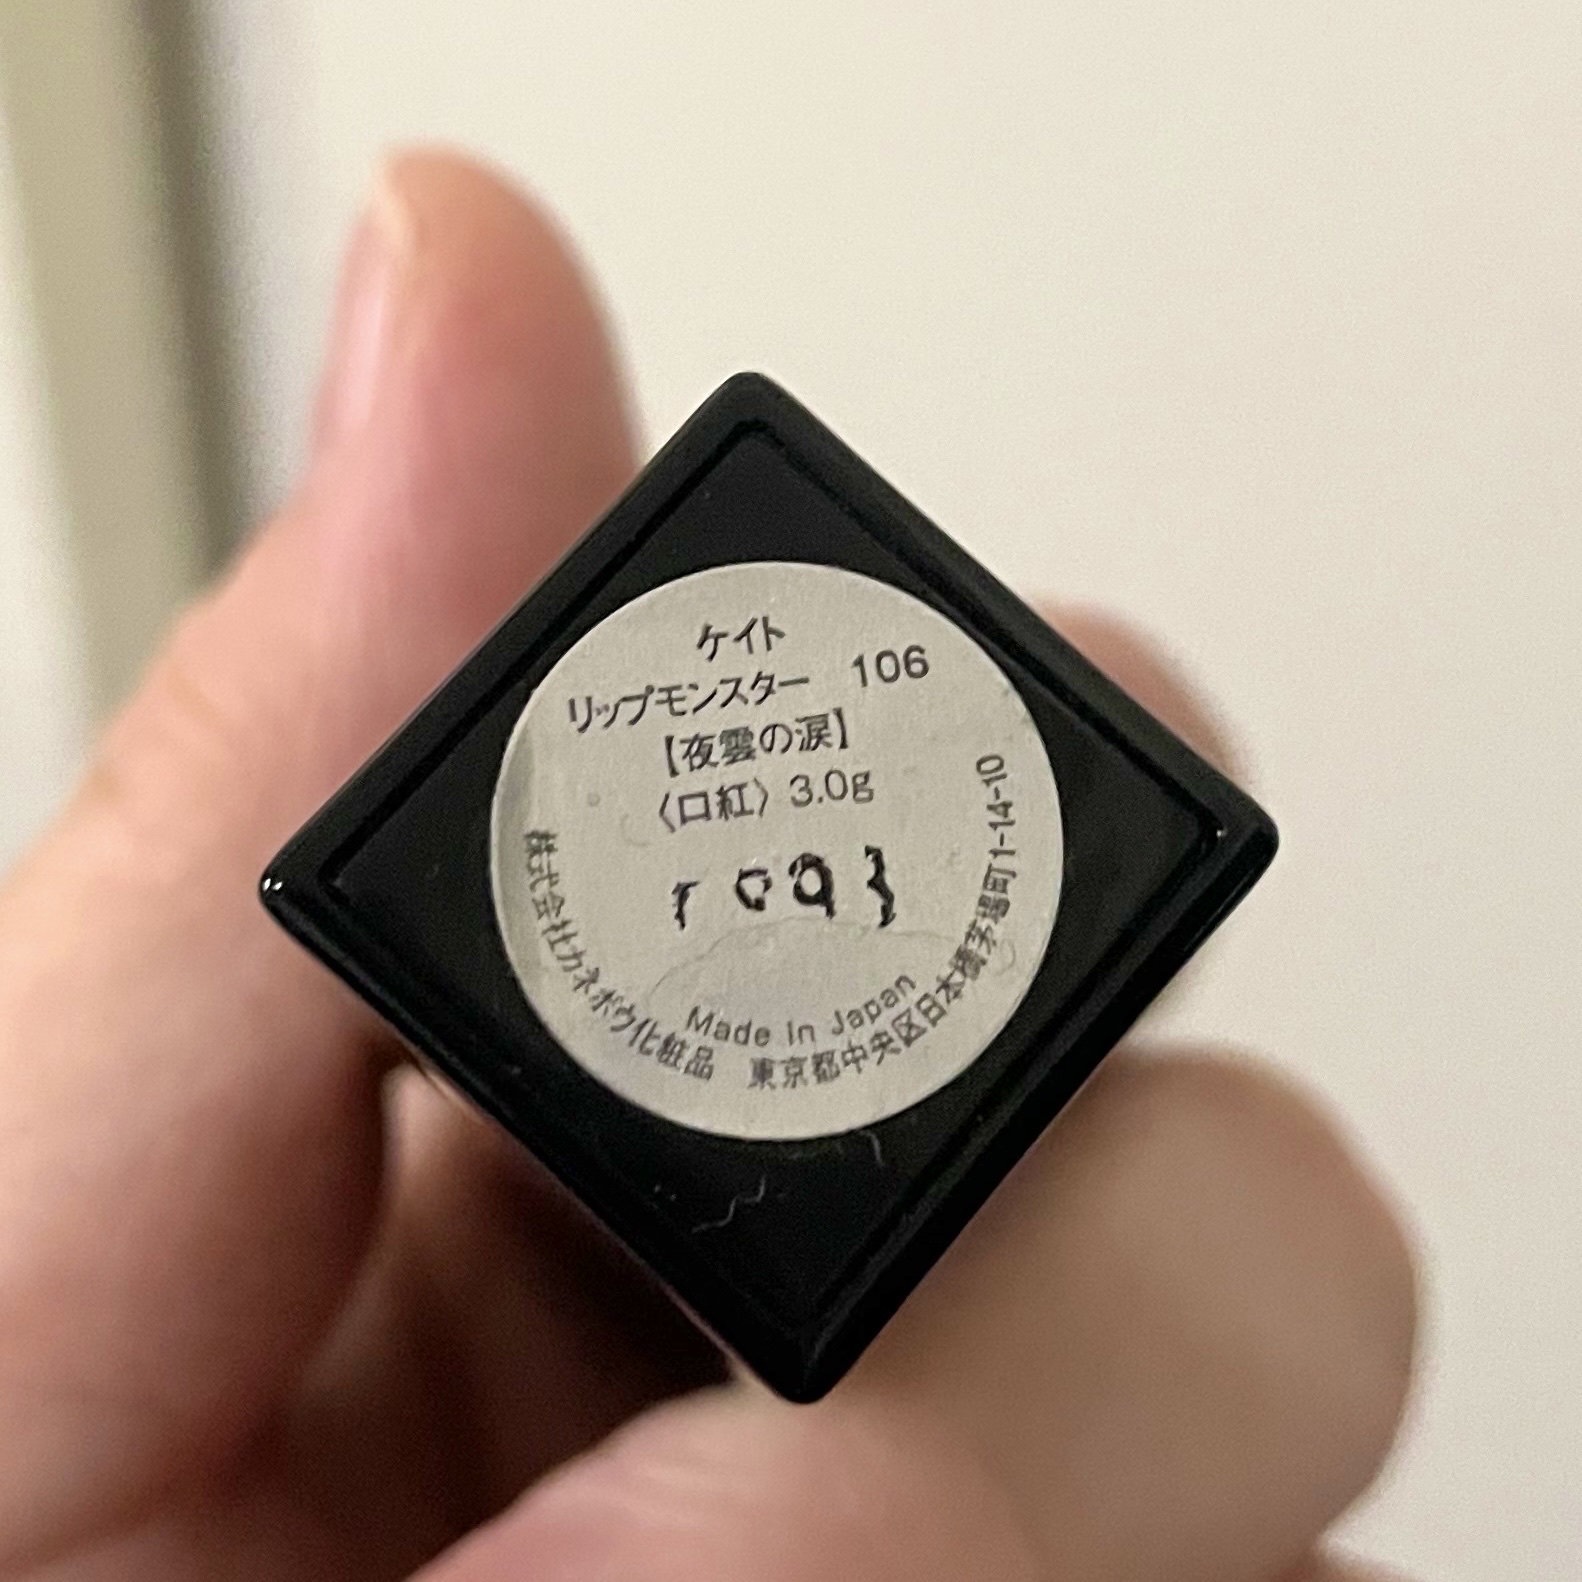 ケイト
リップモンスター 106
【夜雲の涙】
〈口紅〉 3.0g
Made In Japan
株式会社カネボウ化粧品 東京都中央区日本橋茅場町1-14-10